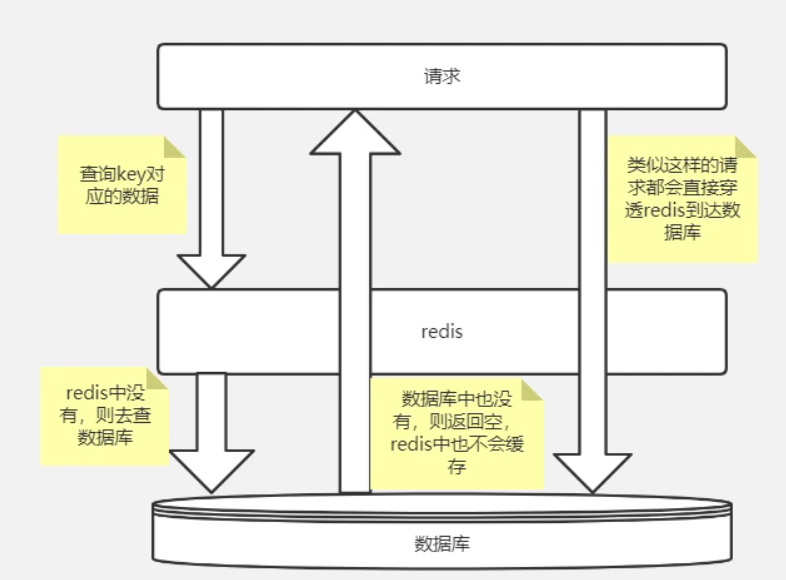 请求
查询key对
应的数据
类似这样的请
求都会直接穿
透redis到达数
据库
redis
redis中没
有，则去查
数据库
数据库中也没
有，则返回空，
redis中也不会缓
存
数据库